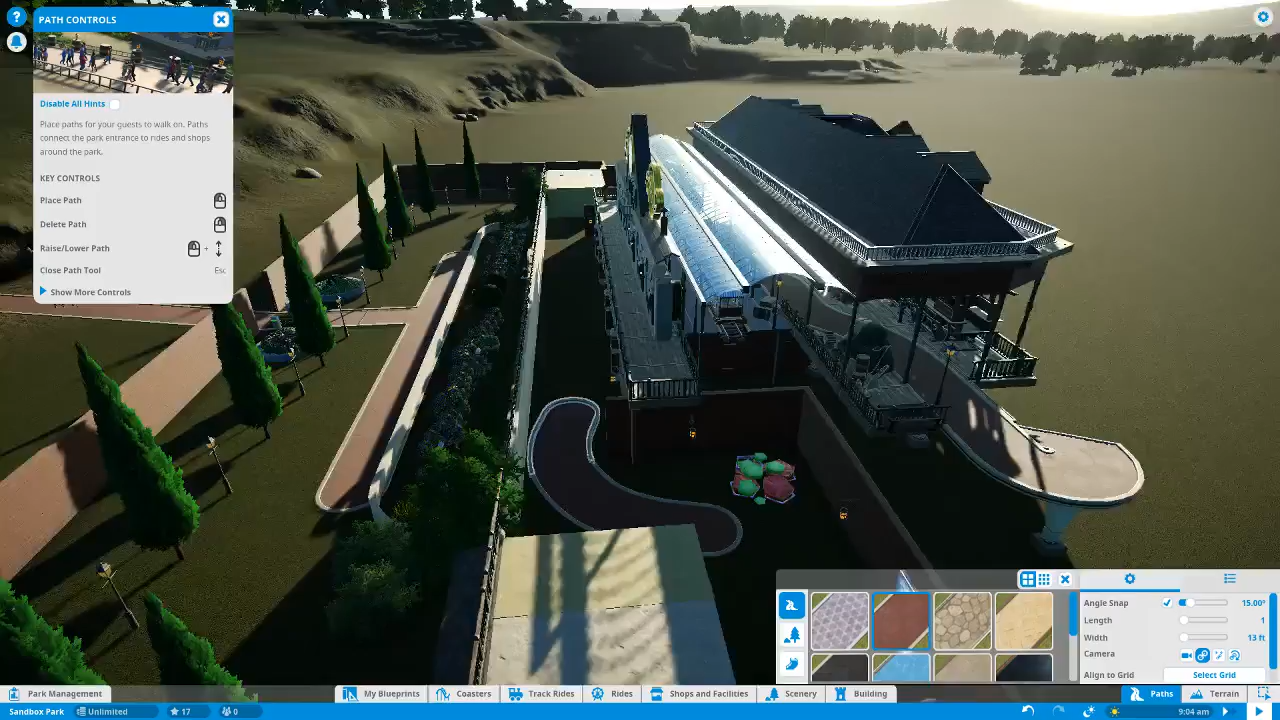 PATH CONTROLS
Disable All Hints
Place paths for your guests to walk on. Paths
connect the park entrance to rides and shops
around the park.
KEY CONTROLS
Place Path
Delete Path
Raise/Lower Path +
Close Path Tool Esc
Show More Controls
Angle Snap 15.00°
Length 1
Width 13 ft
Camera
Align to Grid Select Grid
Park Management
My Blueprints
Coasters
Track Rides
Rides
Shops and Facilities
Scenery
Building
Paths
Terrain
Sandbox Park
Unlimited
17
0
9:04 am